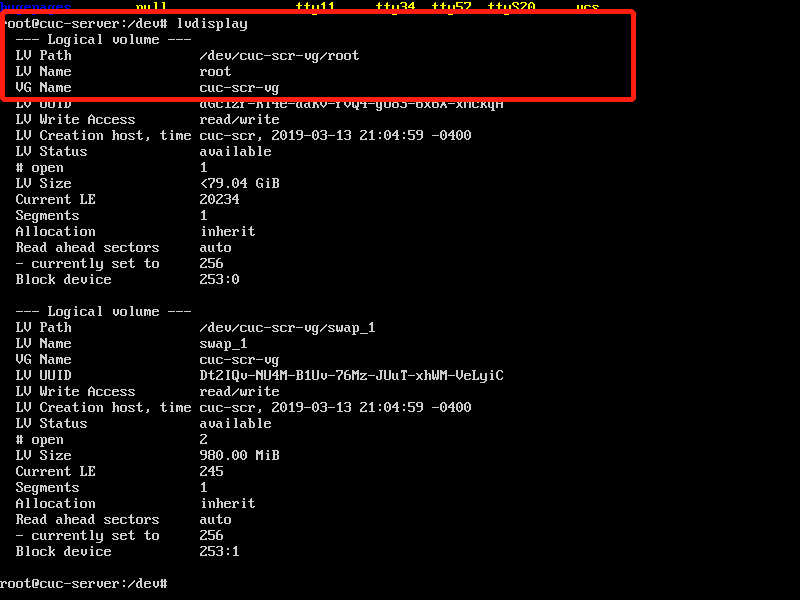 hugepages null tty11 tty34 tty57 ttyS20 vcs
root@cuc-server:/dev# lvdisplay
--- Logical volume ---
LV Path /dev/cuc-scr-vg/root
LV Name root
VG Name cuc-scr-vg
LV UUID
LV Write Access read/write
LV Creation host, time cuc-scr, 2019-03-13 21:04:59 -0400
LV Status available
# open 1
LV Size <79.04 GiB
Current LE 20234
Segments 1
Allocation inherit
Read ahead sectors auto
- currently set to 256
Block device 253:0
--- Logical volume ---
LV Path /dev/cuc-scr-vg/swap_1
LV Name swap_1
VG Name cuc-scr-vg
LV UUID Dt2IQv-NU4M-B1Uv-76Mz-JUuT-xhWM-VeLyiC
LV Write Access read/write
LV Creation host, time cuc-scr, 2019-03-13 21:04:59 -0400
LV Status available
# open 2
LV Size 980.00 MiB
Current LE 245
Segments 1
Allocation inherit
Read ahead sectors auto
- currently set to 256
Block device 253:1
root@cuc-server:/dev#